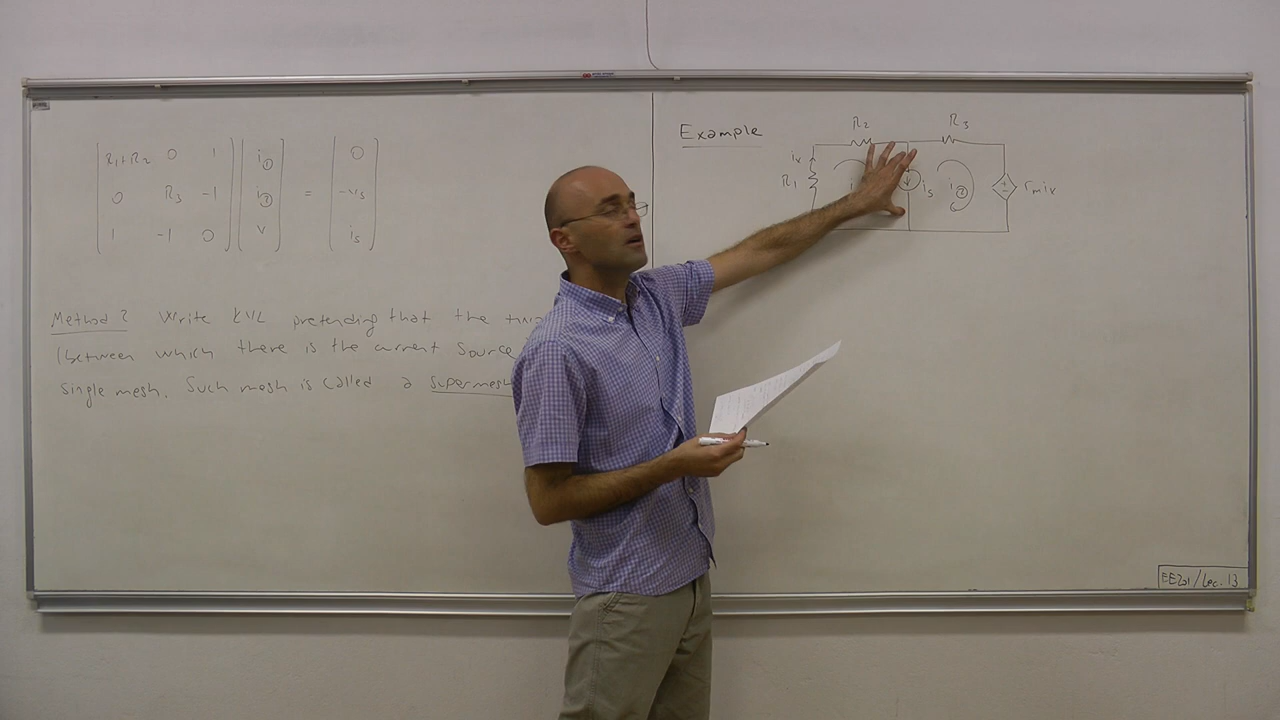 R1+R2 0 1 i① 0
0 R3 -1 i② = -vs
1 -1 0 v is
Method 2 Write KVL pretending that the
(between which there is the current source
single mesh. Such mesh is called a supermesh
Example
R2 R3
ix
R1 is i② rmix
EE201/Lec. 13